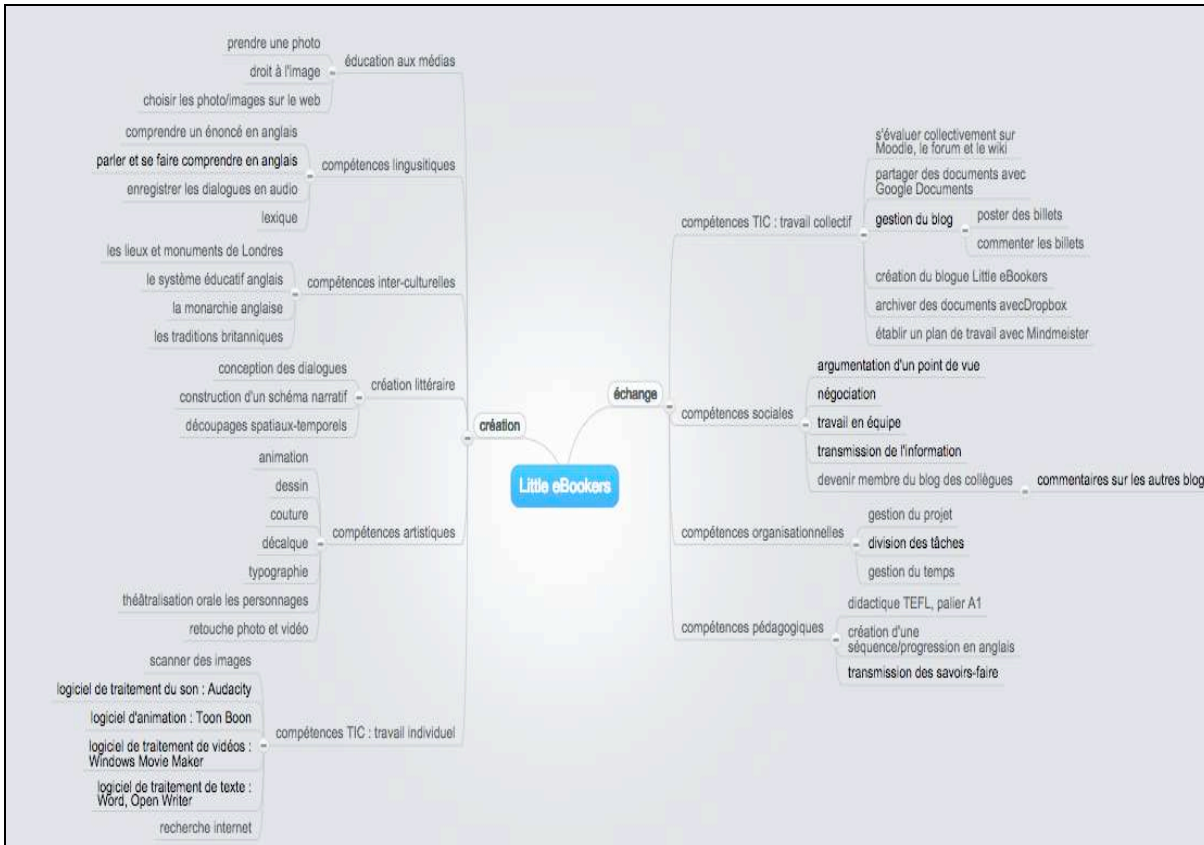 prendre une photo
droit à l'image
choisir les photo/images sur le web
éducation aux médias
comprendre un énoncé en anglais
parler et se faire comprendre en anglais
enregistrer les dialogues en audio
lexique
compétences lingusitiques
les lieux et monuments de Londres
le système éducatif anglais
la monarchie anglaise
les traditions britanniques
compétences inter-culturelles
conception des dialogues
construction d'un schéma narratif
découpages spatiaux-temporels
création littéraire
animation
dessin
couture
décalque
typographie
théâtralisation orale les personnages
retouche photo et vidéo
compétences artistiques
scanner des images
logiciel de traitement du son : Audacity
logiciel d'animation : Toon Boon
logiciel de traitement de vidéos :
Windows Movie Maker
logiciel de traitement de texte :
Word, Open Writer
recherche internet
compétences TIC : travail individuel
création
Little eBookers
échange
compétences TIC : travail collectif
s'évaluer collectivement sur
Moodle, le forum et le wiki
partager des documents avec
Google Documents
gestion du blog
poster des billets
commenter les billets
création du blogue Little eBookers
archiver des documents avecDropbox
établir un plan de travail avec Mindmeister
compétences sociales
argumentation d'un point de vue
négociation
travail en équipe
transmission de l'information
devenir membre du blog des collègues
commentaires sur les autres blog
compétences organisationnelles
gestion du projet
division des tâches
gestion du temps
compétences pédagogiques
didactique TEFL, palier A1
création d'une
séquence/progression en anglais
transmission des savoirs-faire